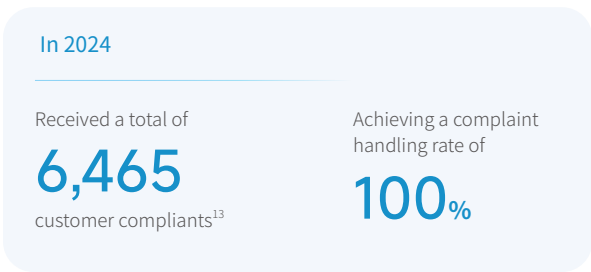 In 2024
Received a total of
6,465
customer compliants13
Achieving a complaint
handling rate of
100%